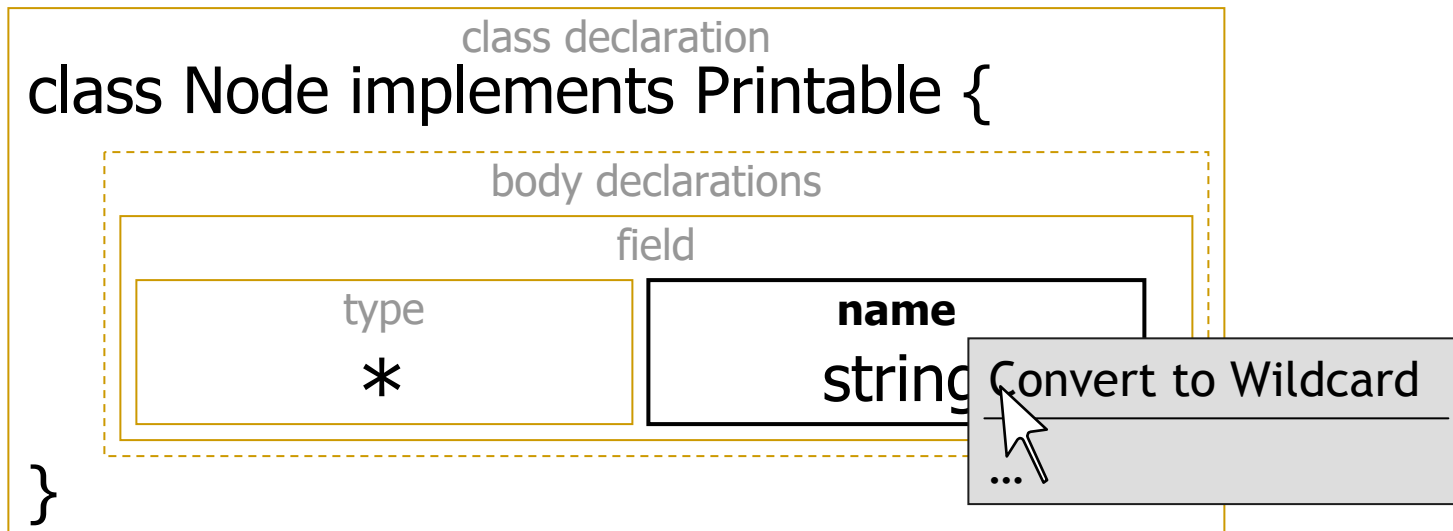 class declaration
class Node implements Printable {
body declarations
field
type name
* string
Convert to Wildcard
...
}